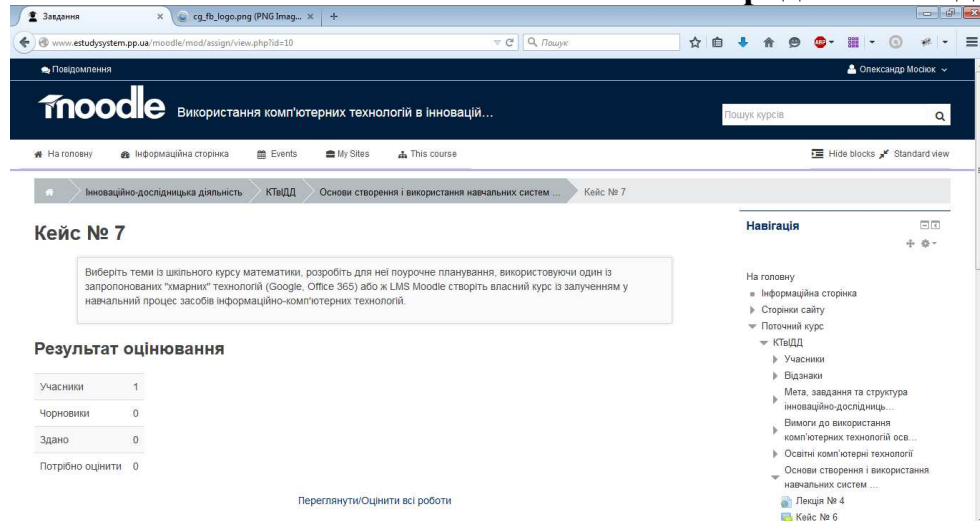 Завдання
cg_fb_logo.png (PNG Imag...
www.estudysystem.pp.ua/moodle/mod/assign/view.php?id=10
Пошук
Повідомлення
Олександр Мосіюк
moodle
Використання комп'ютерних технологій в інновацій...
Пошук курсів
На головну
Інформаційна сторінка
Events
My Sites
This course
Hide blocks
Standard view
Інноваційно-дослідницька діяльність
КТвІДД
Основи створення і використання навчальних систем ...
Кейс № 7
Кейс № 7
Виберіть теми із шкільного курсу математики, розробіть для неї поурочне планування, використовуючи один із
запропонованих "хмарних" технологій (Google, Office 365) або ж LMS Moodle створіть власний курс із залученням у
навчальний процес засобів інформаційно-комп'ютерних технологій.
Результат оцінювання
Учасники 1
Чорновики 0
Здано 0
Потрібно оцінити 0
Переглянути/Оцінити всі роботи
Навігація
На головну
Інформаційна сторінка
Сторінки сайту
Поточний курс
КТвІДД
Учасники
Відзнаки
Мета, завдання та структура
інноваційно-дослідниць...
Вимоги до використання
комп'ютерних технологій осв...
Освітні комп'ютерні технології
Основи створення і використання
навчальних систем ...
Лекція № 4
Кейс № 6